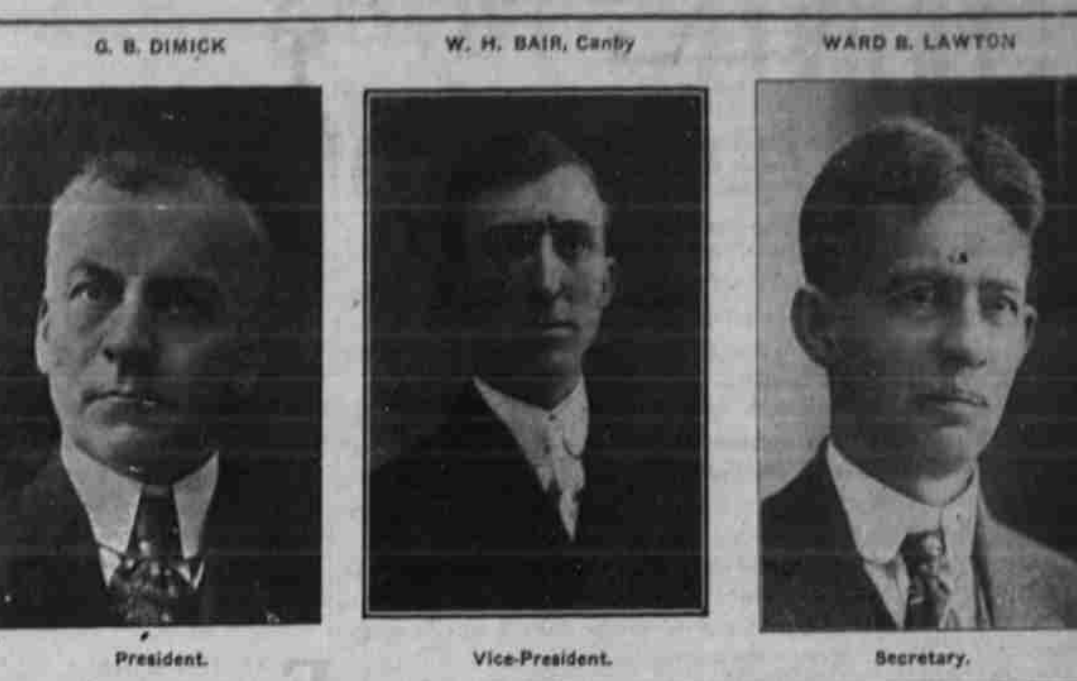 G. B. DIMICK
W. H. BAIR, Canby
WARD B. LAWTON
President.
Vice-President.
Secretary.